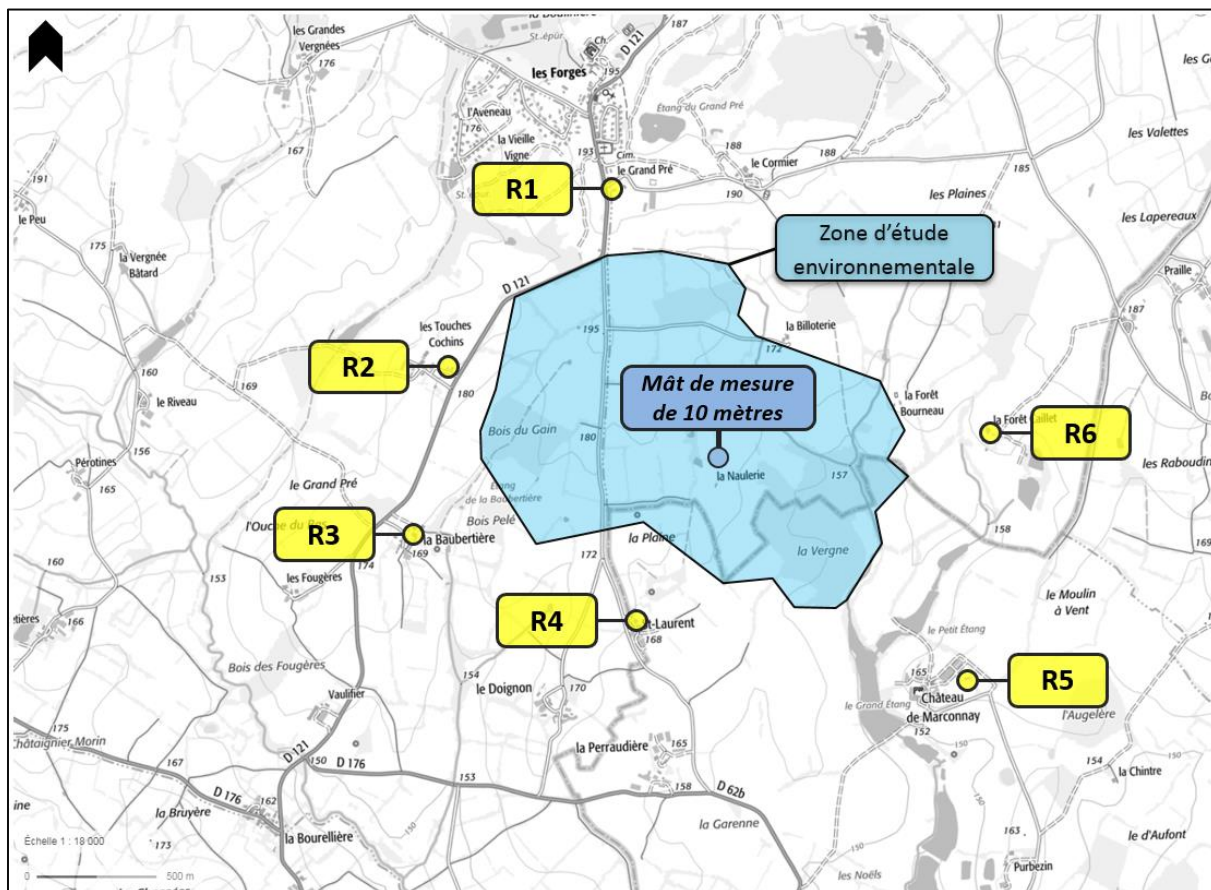 les Grandes
Vergnées
176
167
191
le Peu
175
la Vergnée
Bâtard
160
le Riveau
156
169
Pérotines
165
160
153
166
St. épur
Ch.
195
D 121
187
les Forges
l'Aveneau
176
la Vieille
Vigne
193
Cim.
le Grand Pré
Étang du Grand Pré
188
le Cormier
188
190
185
les Valettes
les Plaines
les Lapereaux
R1
Zone d'étude
environnementale
Praille
187
D 121
les Touches
Cochins
R2
180
195
la Billoterie
172
Mât de mesure
de 10 mètres
la Forêt
Bourneau
R6
Bois du Gain
180
la Naulerie
157
les Raboudin
158
169
le Grand Pré
Étang
de la Baubertière
Bois Pelé
R3
la Baubertière
169
174
les Fougères
la Plaine
la Vergne
172
R4
168
le Moulin
à Vent
le Petit Étang
165
R5
Château
de Marconnay
le Grand Étang
152
l'Augelère
150
Bois des Fougères
154
le Doignon
170
Vaulifier
la Perraudière
165
175
Châtaignier Morin
D 121
D 176
150
153
167
158
D 62b
154
150
la Chintre
D 176
162
la Bruyère
la Bourellière
150
la Garenne
163
le d'Aufont
Échelle 1 : 18 000
173
0
500 m
les Noëls
Purbezin